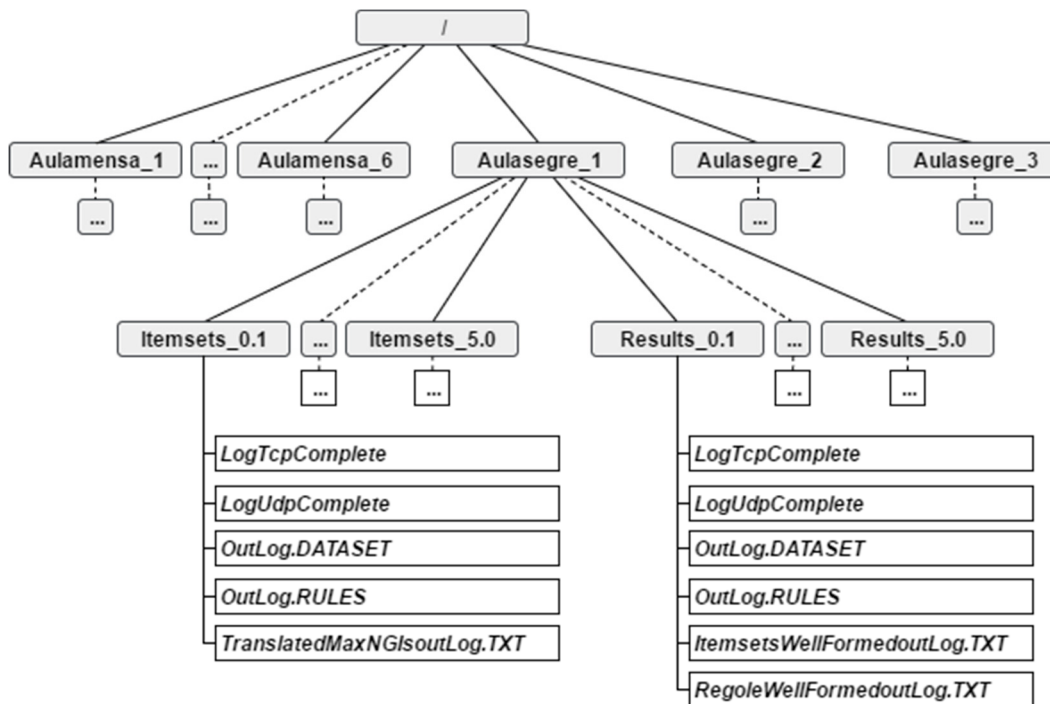 /
Aulamensa_1
...
Aulamensa_6
Aulasegre_1
Aulasegre_2
Aulasegre_3
...
...
...
...
...
Itemsets_0.1
...
Itemsets_5.0
Results_0.1
...
Results_5.0
...
...
...
...
LogTcpComplete
LogUdpComplete
OutLog.DATASET
OutLog.RULES
TranslatedMaxNGIsoutLog.TXT
LogTcpComplete
LogUdpComplete
OutLog.DATASET
OutLog.RULES
ItemsetsWellFormedoutLog.TXT
RegoleWellFormedoutLog.TXT